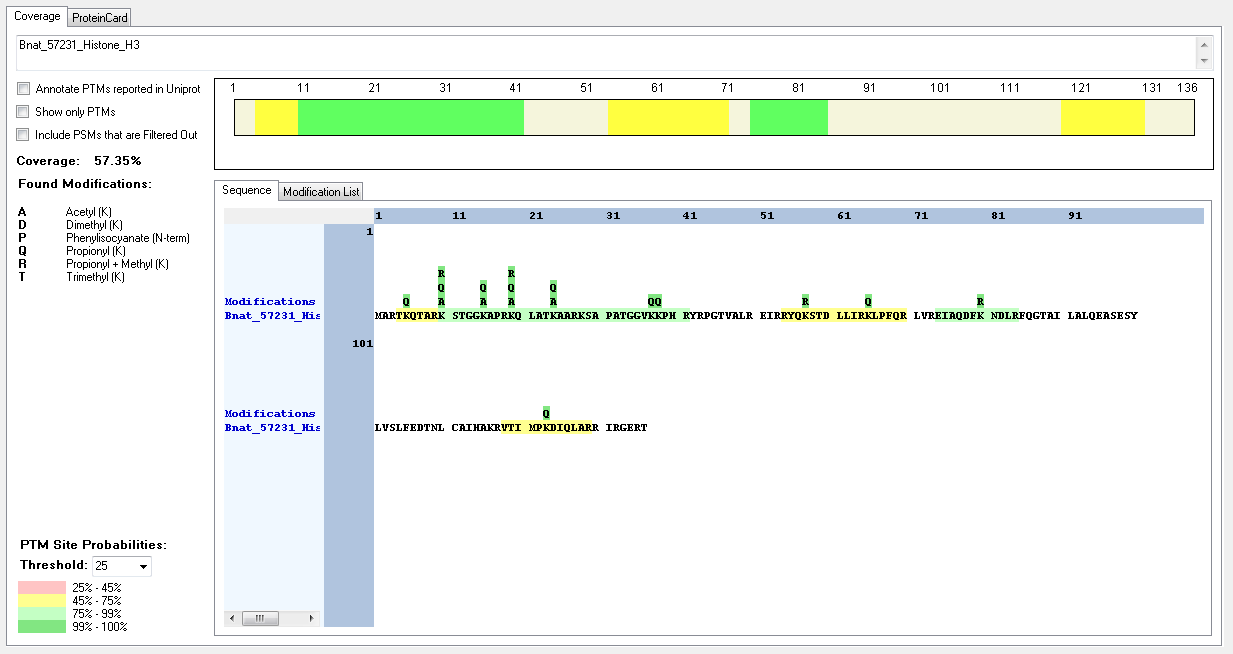 Coverage ProteinCard
Bnat_57231_Histone_H3
Annotate PTMs reported in Uniprot
Show only PTMs
Include PSMs that are Filtered Out
Coverage: 57.35%
Found Modifications:
A Acetyl (K)
D Dimethyl (K)
P Phenylisocyanate (N-term)
Q Propionyl (K)
R Propionyl + Methyl (K)
T Trimethyl (K)
1 11 21 31 41 51 61 71 81 91 101 111 121 131 136
Sequence Modification List
1 11 21 31 41 51 61 71 81 91
1
R R
Q Q Q Q
Modifications Q A A A A QQ R Q R
Bnat_57231_His MARTKQTARK STGGKAPRKQ LATKAARKSA PATGGVKKPH RYRPGTVALR EIRRYQKSTD LLIRKLPFQR LVREIAQDFK NDLRFQGTAI LALQEASESY
101
Modifications Q
Bnat_57231_His LVSLFEDTNL CAIHAKRVTI MPKDIQLARR IRGERT
PTM Site Probabilities:
Threshold: 25
25% - 45%
45% - 75%
75% - 99%
99% - 100%